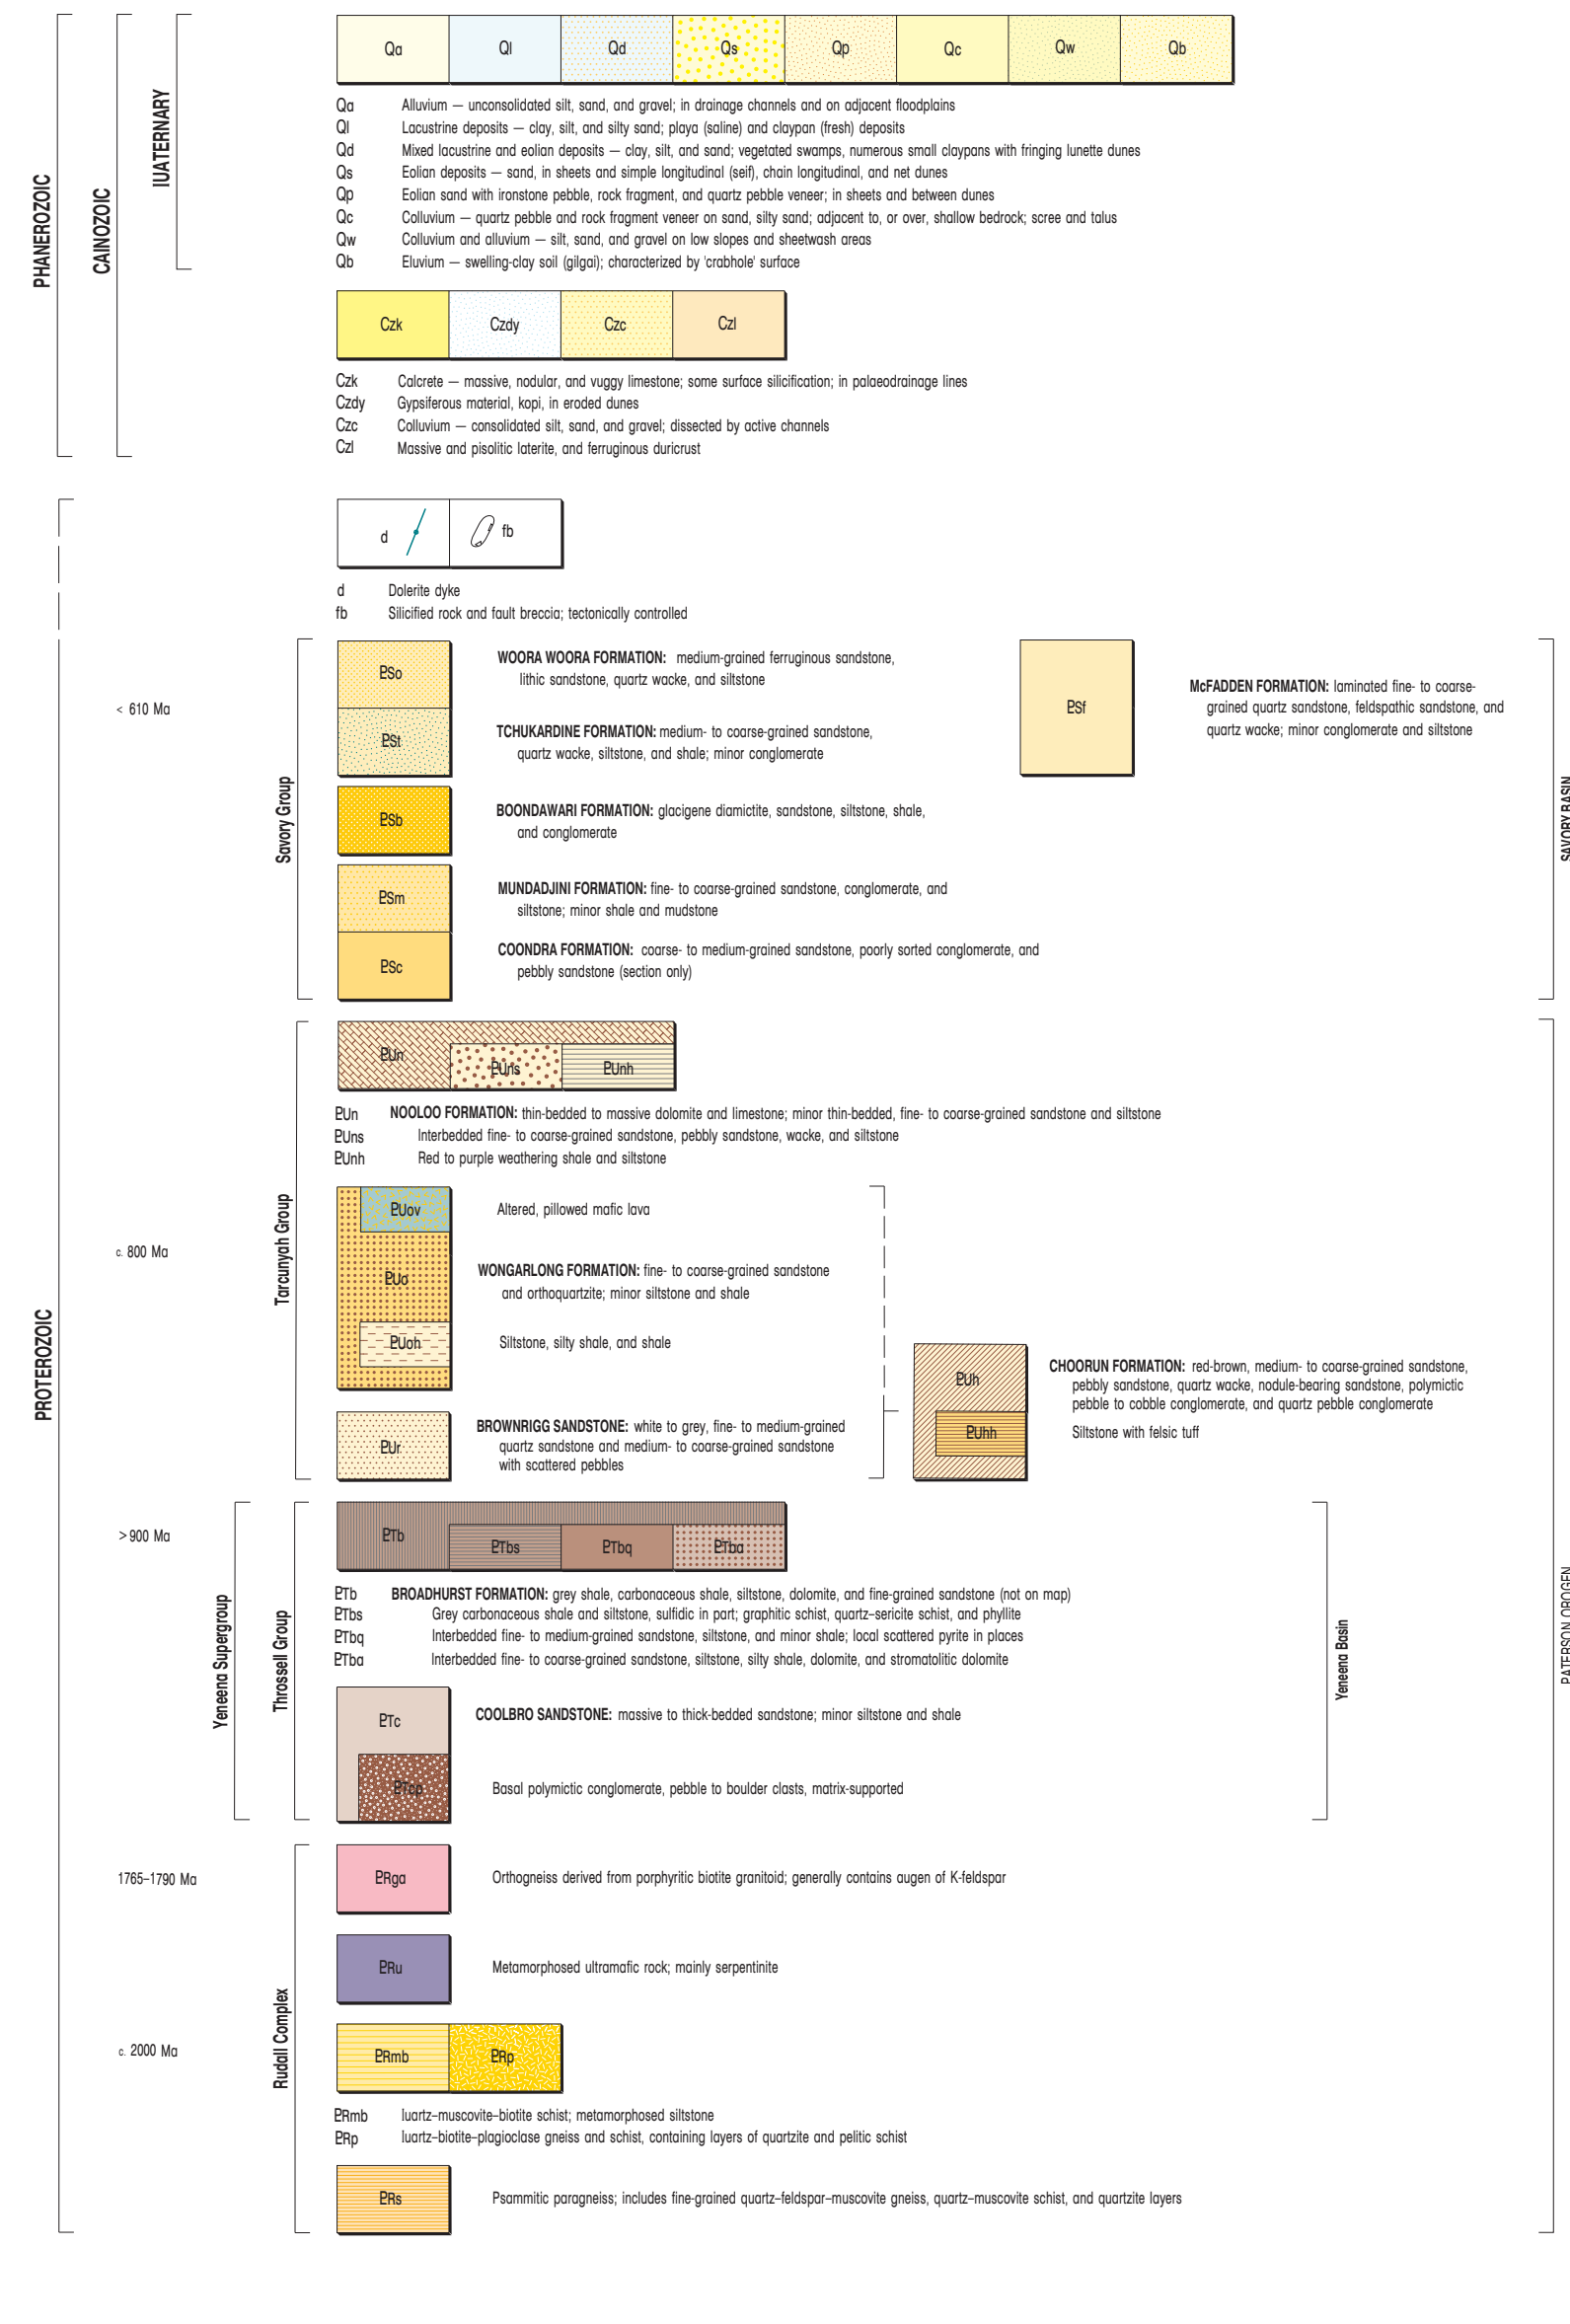 PHANEROZOIC
CAINOZOIC
IUATERNARY
Qa Ql Qd Qs Qp Qc Qw Qb
Qa Alluvium — unconsolidated silt, sand, and gravel; in drainage channels and on adjacent floodplains
Ql Lacustrine deposits — clay, silt, and silty sand; playa (saline) and claypan (fresh) deposits
Qd Mixed lacustrine and eolian deposits — clay, silt, and sand; vegetated swamps, numerous small claypans with fringing lunette dunes
Qs Eolian deposits — sand, in sheets and simple longitudinal (seif), chain longitudinal, and net dunes
Qp Eolian sand with ironstone pebble, rock fragment, and quartz pebble veneer; in sheets and between dunes
Qc Colluvium — quartz pebble and rock fragment veneer on sand, silty sand; adjacent to, or over, shallow bedrock; scree and talus
Qw Colluvium and alluvium — silt, sand, and gravel on low slopes and sheetwash areas
Qb Eluvium — swelling-clay soil (gilgai); characterized by 'crabhole' surface
Czk Czdy Czc Czl
Czk Calcrete — massive, nodular, and vuggy limestone; some surface silicification; in palaeodrainage lines
Czdy Gypsiferous material, kopi, in eroded dunes
Czc Colluvium — consolidated silt, sand, and gravel; dissected by active channels
Czl Massive and pisolitic laterite, and ferruginous duricrust
PROTEROZOIC
d fb
d Dolerite dyke
fb Silicified rock and fault breccia; tectonically controlled
Savory Group
< 610 Ma
PSo
WOORA WOORA FORMATION: medium-grained ferruginous sandstone,
lithic sandstone, quartz wacke, and siltstone
PSt
TCHUKARDINE FORMATION: medium- to coarse-grained sandstone,
quartz wacke, siltstone, and shale; minor conglomerate
PSf
McFADDEN FORMATION: laminated fine- to coarse-
grained quartz sandstone, feldspathic sandstone, and
quartz wacke; minor conglomerate and siltstone
PSb
BOONDAWARI FORMATION: glacigene diamictite, sandstone, siltstone, shale,
and conglomerate
PSm
MUNDADJINI FORMATION: fine- to coarse-grained sandstone, conglomerate, and
siltstone; minor shale and mudstone
PSc
COONDRA FORMATION: coarse- to medium-grained sandstone, poorly sorted conglomerate, and
pebbly sandstone (section only)
SAVORY BASIN
Tarcunyah Group
PUn PUns PUnh
PUn NOOLOO FORMATION: thin-bedded to massive dolomite and limestone; minor thin-bedded, fine- to coarse-grained sandstone and siltstone
PUns Interbedded fine- to coarse-grained sandstone, pebbly sandstone, wacke, and siltstone
PUnh Red to purple weathering shale and siltstone
c. 800 Ma
PUov
Altered, pillowed mafic lava
PUo
WONGARLONG FORMATION: fine- to coarse-grained sandstone
and orthoquartzite; minor siltstone and shale
PUoh
Siltstone, silty shale, and shale
PUr
BROWNRIGG SANDSTONE: white to grey, fine- to medium-grained
quartz sandstone and medium- to coarse-grained sandstone
with scattered pebbles
PUh
CHOORUN FORMATION: red-brown, medium- to coarse-grained sandstone,
pebbly sandstone, quartz wacke, nodule-bearing sandstone, polymictic
pebble to cobble conglomerate, and quartz pebble conglomerate
PUhh
Siltstone with felsic tuff
Yeneena Supergroup
Throssell Group
>900 Ma
PTb PTbs PTbq PTba
PTb BROADHURST FORMATION: grey shale, carbonaceous shale, siltstone, dolomite, and fine-grained sandstone (not on map)
PTbs Grey carbonaceous shale and siltstone, sulfidic in part; graphitic schist, quartz–sericite schist, and phyllite
PTbq Interbedded fine- to medium-grained sandstone, siltstone, and minor shale; local scattered pyrite in places
PTba Interbedded fine- to coarse-grained sandstone, siltstone, silty shale, dolomite, and stromatolitic dolomite
PTc
COOLBRO SANDSTONE: massive to thick-bedded sandstone; minor siltstone and shale
PTcp
Basal polymictic conglomerate, pebble to boulder clasts, matrix-supported
Yeneena Basin
PATERSON OROGEN
Rudall Complex
1765–1790 Ma
PRga
Orthogneiss derived from porphyritic biotite granitoid; generally contains augen of K-feldspar
PRu
Metamorphosed ultramafic rock; mainly serpentinite
c. 2000 Ma
PRmb PRp
PRmb Iuartz–muscovite–biotite schist; metamorphosed siltstone
PRp Iuartz–biotite–plagioclase gneiss and schist, containing layers of quartzite and pelitic schist
PRs
Psammitic paragneiss; includes fine-grained quartz–feldspar–muscovite gneiss, quartz–muscovite schist, and quartzite layers